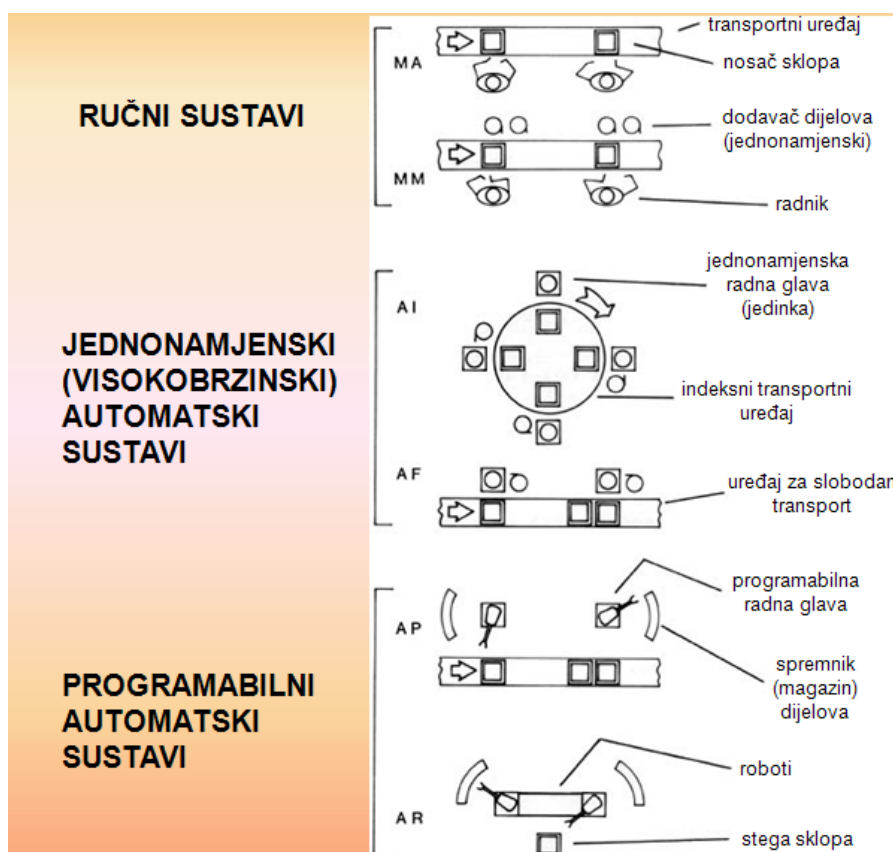 RUČNI SUSTAVI
MA
transportni uređaj
nosač sklopa
MM
dodavač dijelova
(jednonamjenski)
radnik
JEDNONAMJENSKI
(VISOKOBRZINSKI)
AUTOMATSKI
SUSTAVI
AI
jednonamjenska
radna glava
(jedinka)
indeksni transportni
uređaj
AF
uređaj za slobodan
transport
PROGRAMABILNI
AUTOMATSKI
SUSTAVI
AP
programabilna
radna glava
spremnik
(magazin)
dijelova
AR
roboti
stega sklopa